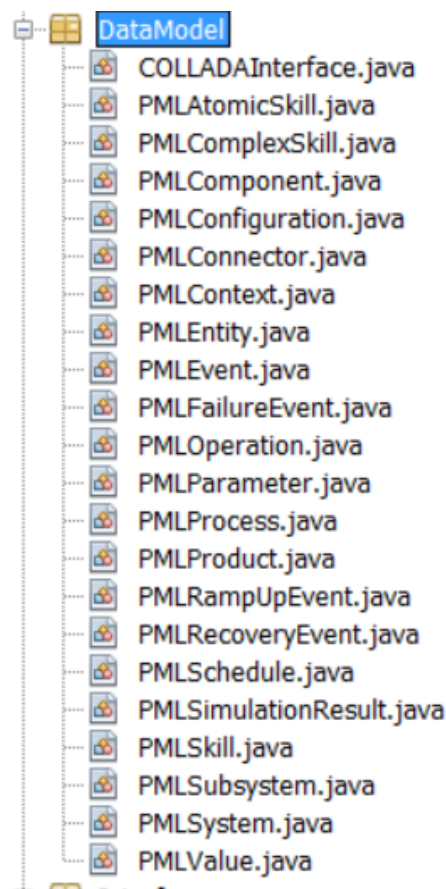 DataModel
COLLADAInterface.java
PMLAtomicSkill.java
PMLComplexSkill.java
PMLComponent.java
PMLConfiguration.java
PMLConnector.java
PMLContext.java
PMLEntity.java
PMLEvent.java
PMLFailureEvent.java
PMLOperation.java
PMLParameter.java
PMLProcess.java
PMLProduct.java
PMLRampUpEvent.java
PMLRecoveryEvent.java
PMLSchedule.java
PMLSimulationResult.java
PMLSkill.java
PMLSubsystem.java
PMLSystem.java
PMLValue.java